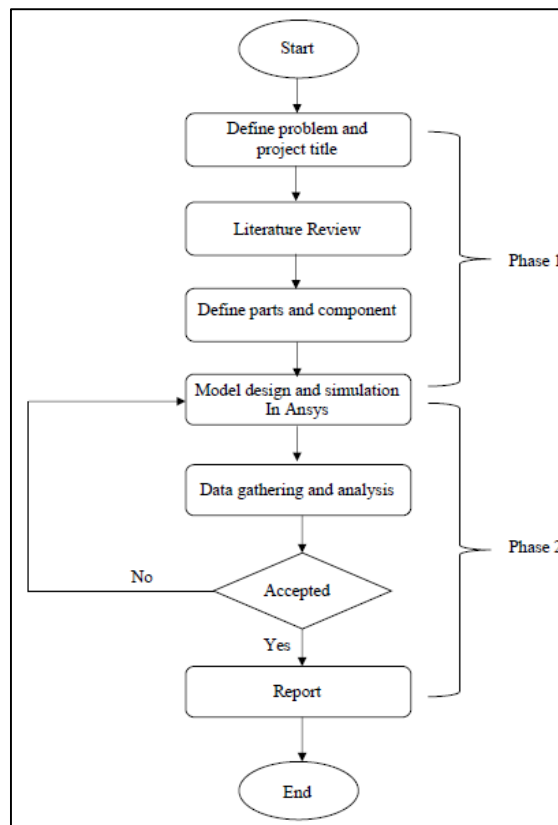 Start
Define problem and
project title
Literature Review
Phase 1
Define parts and component
Model design and simulation
In Ansys
Data gathering and analysis
Phase 2
No
Accepted
Yes
Report
End